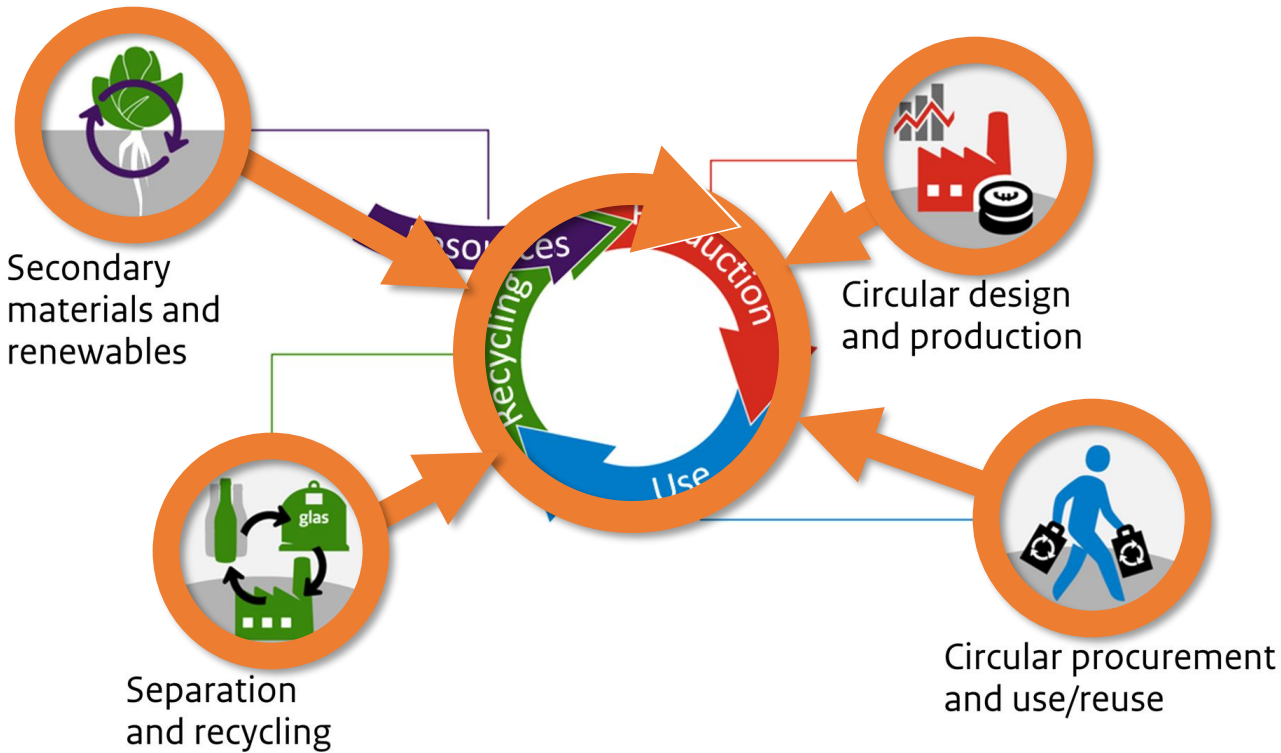 Secondary
materials and
renewables
Circular design
and production
Recycling
Use
glas
Separation
and recycling
Circular procurement
and use/reuse